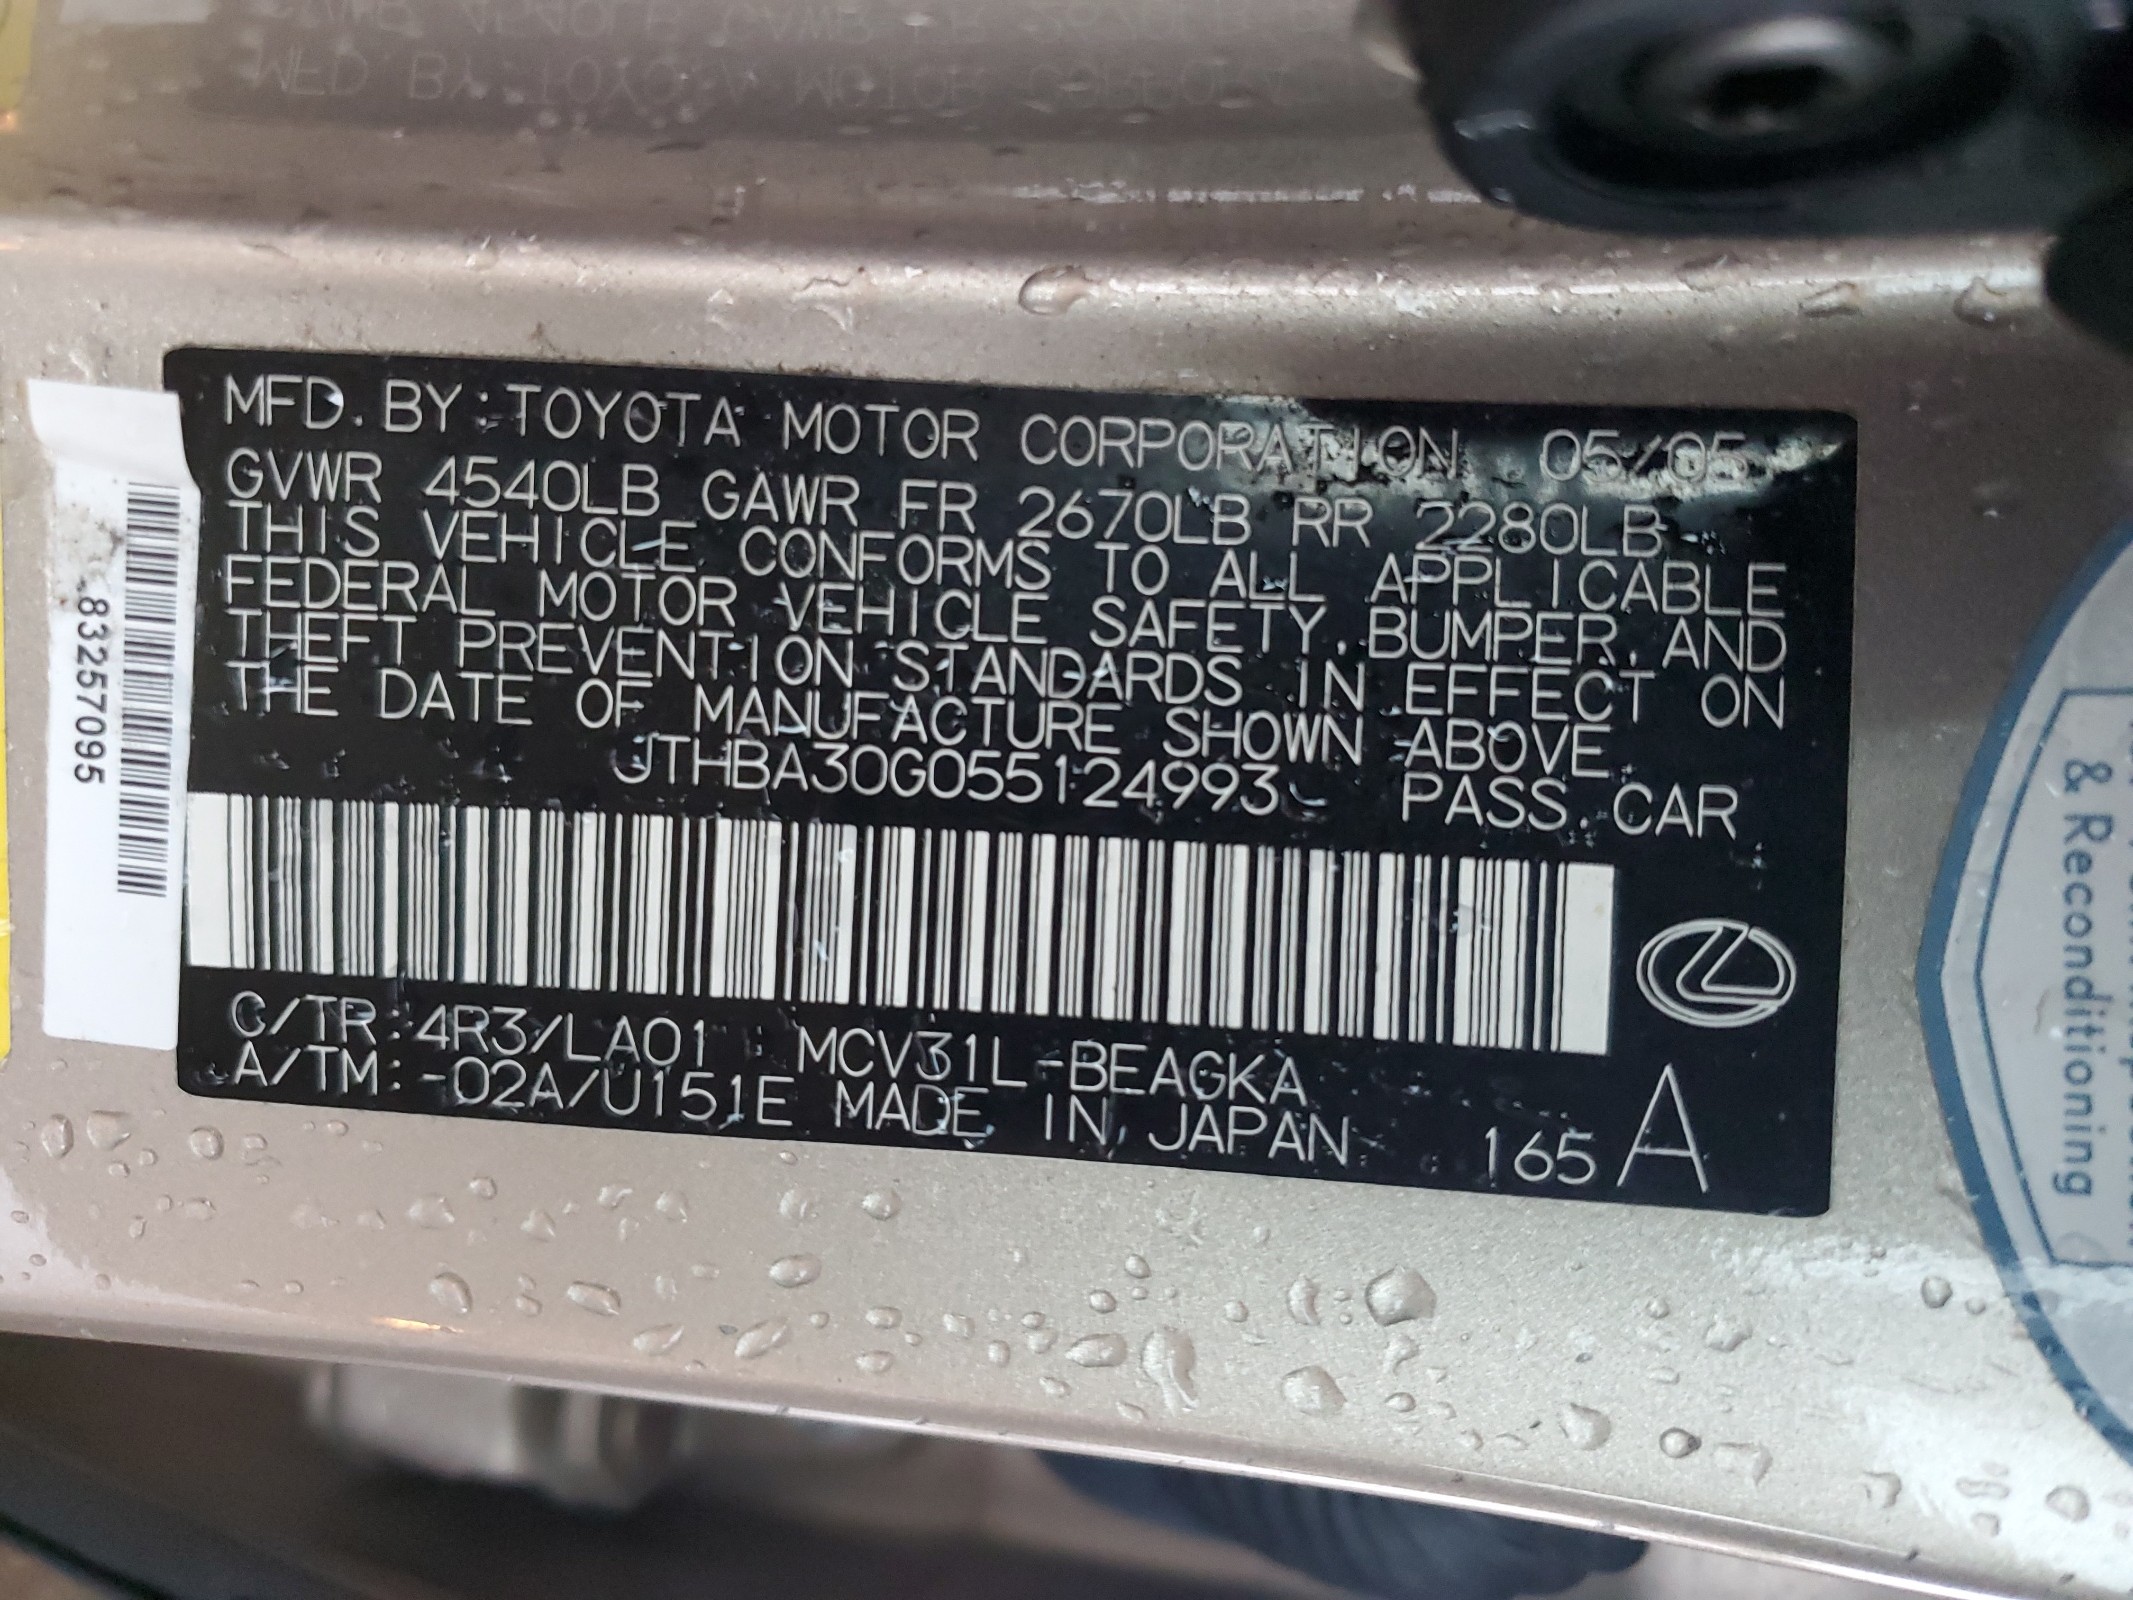 MFD. BY: TOYOTA MOTOR CORPORATION 05/05
GVWR 4540LB GAWR FR 2670LB RR 2280LB
THIS VEHICLE CONFORMS TO ALL APPLICABLE
FEDERAL MOTOR VEHICLE SAFETY, BUMPER, AND
THEFT PREVENTION STANDARDS IN EFFECT ON
THE DATE OF MANUFACTURE SHOWN ABOVE.
JTHBA30G055124993 PASS. CAR
C/TR: 4R3/LA01 MCV31L-BEAGKA
A/TM: -02A/U151E MADE IN JAPAN 165 A
83257095
& Reconditioning